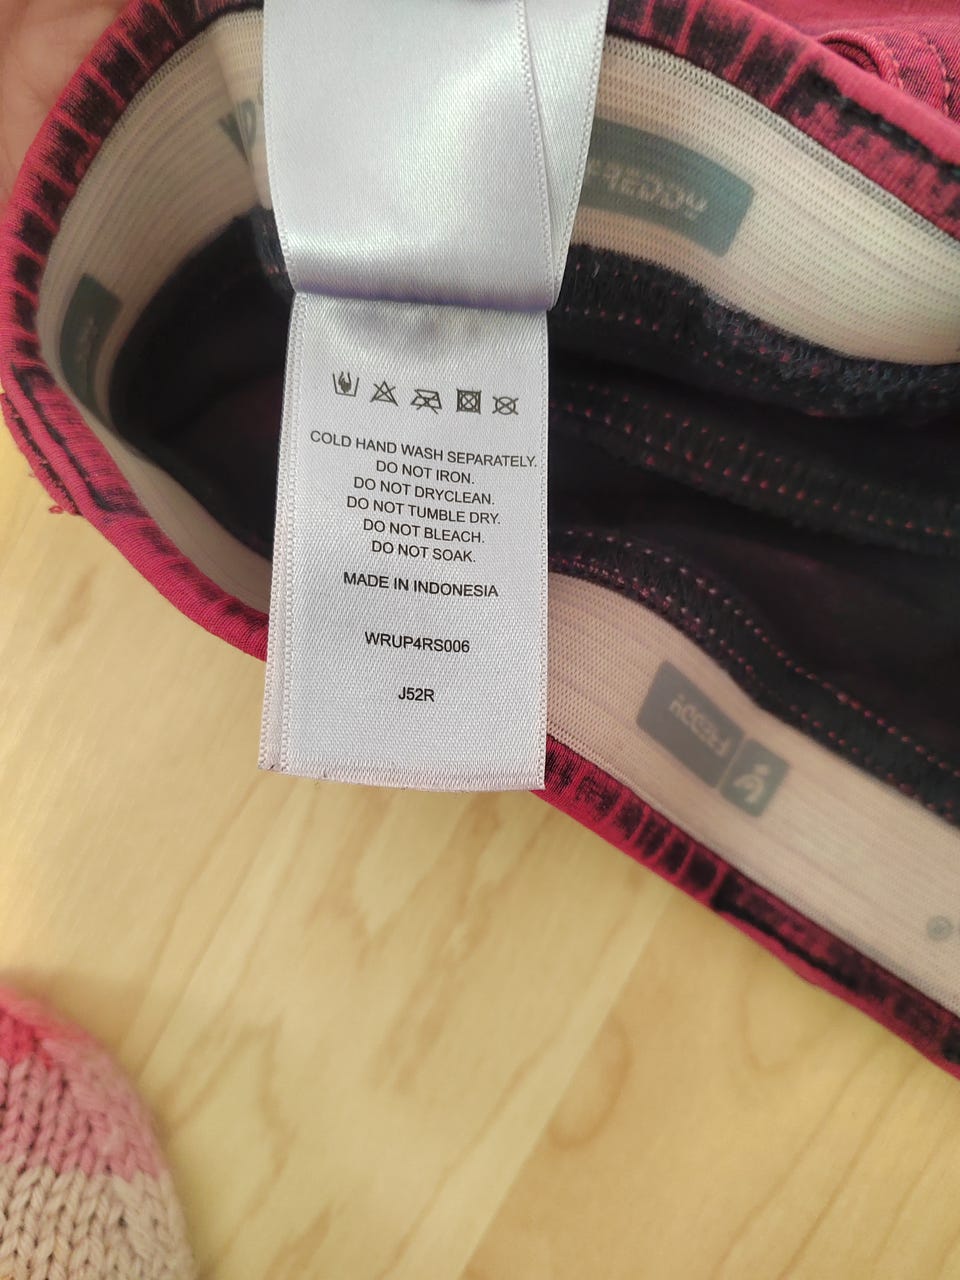 FREDDY
COLD HAND WASH SEPARATELY.
DO NOT IRON.
DO NOT DRYCLEAN.
DO NOT TUMBLE DRY.
DO NOT BLEACH.
DO NOT SOAK.
MADE IN INDONESIA
WRUP4RS006
J52R
FREDDY